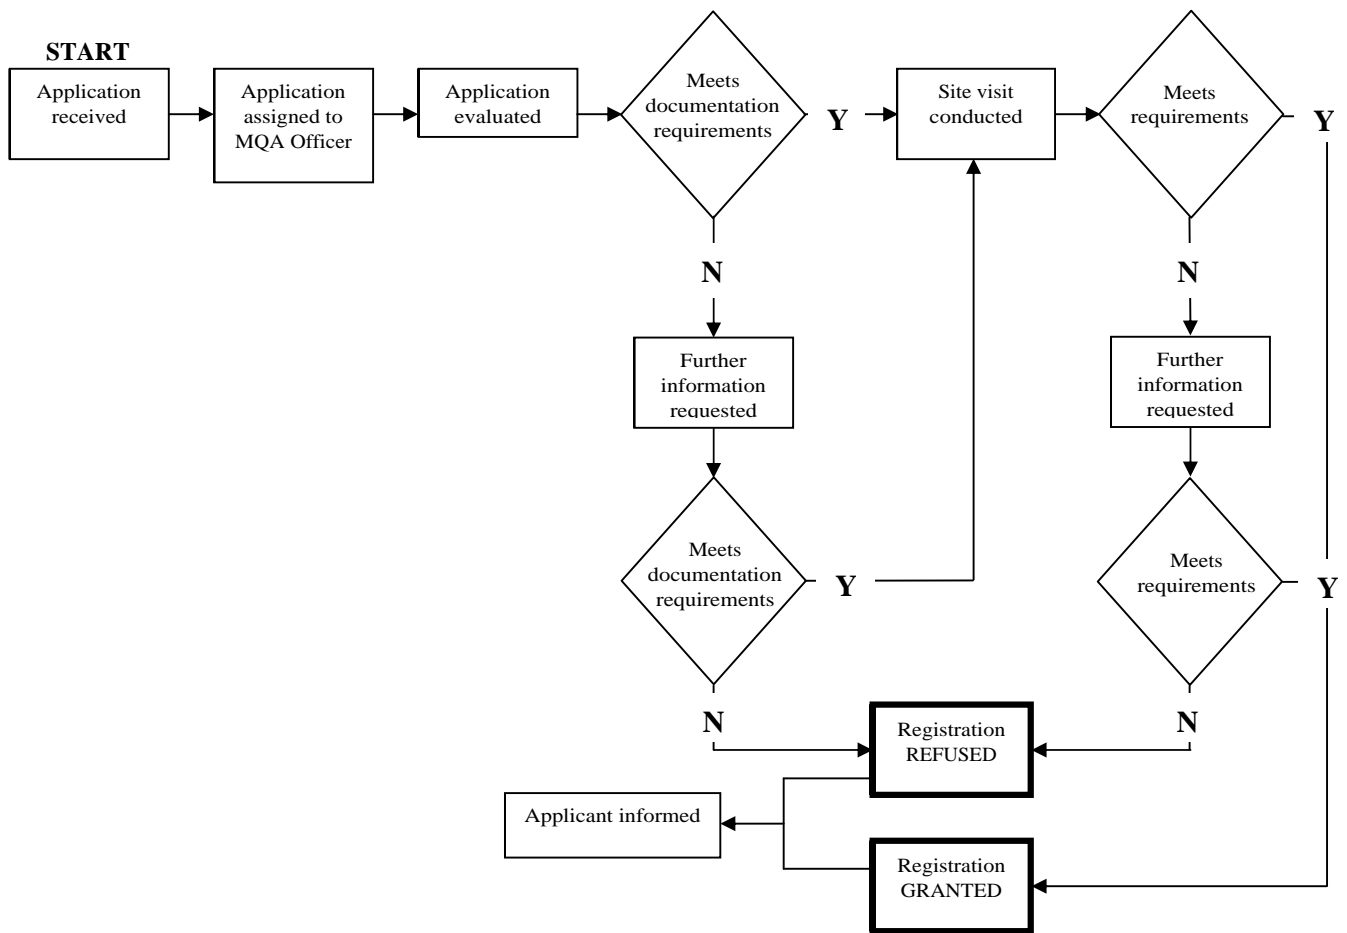 START
Application
received
Application
assigned to
MQA Officer
Application
evaluated
Meets
documentation
requirements
Y
Site visit
conducted
Meets
requirements
Y
N
N
Further
information
requested
Further
information
requested
Meets
documentation
requirements
Y
Meets
requirements
Y
N
Registration
REFUSED
N
Applicant informed
Registration
GRANTED